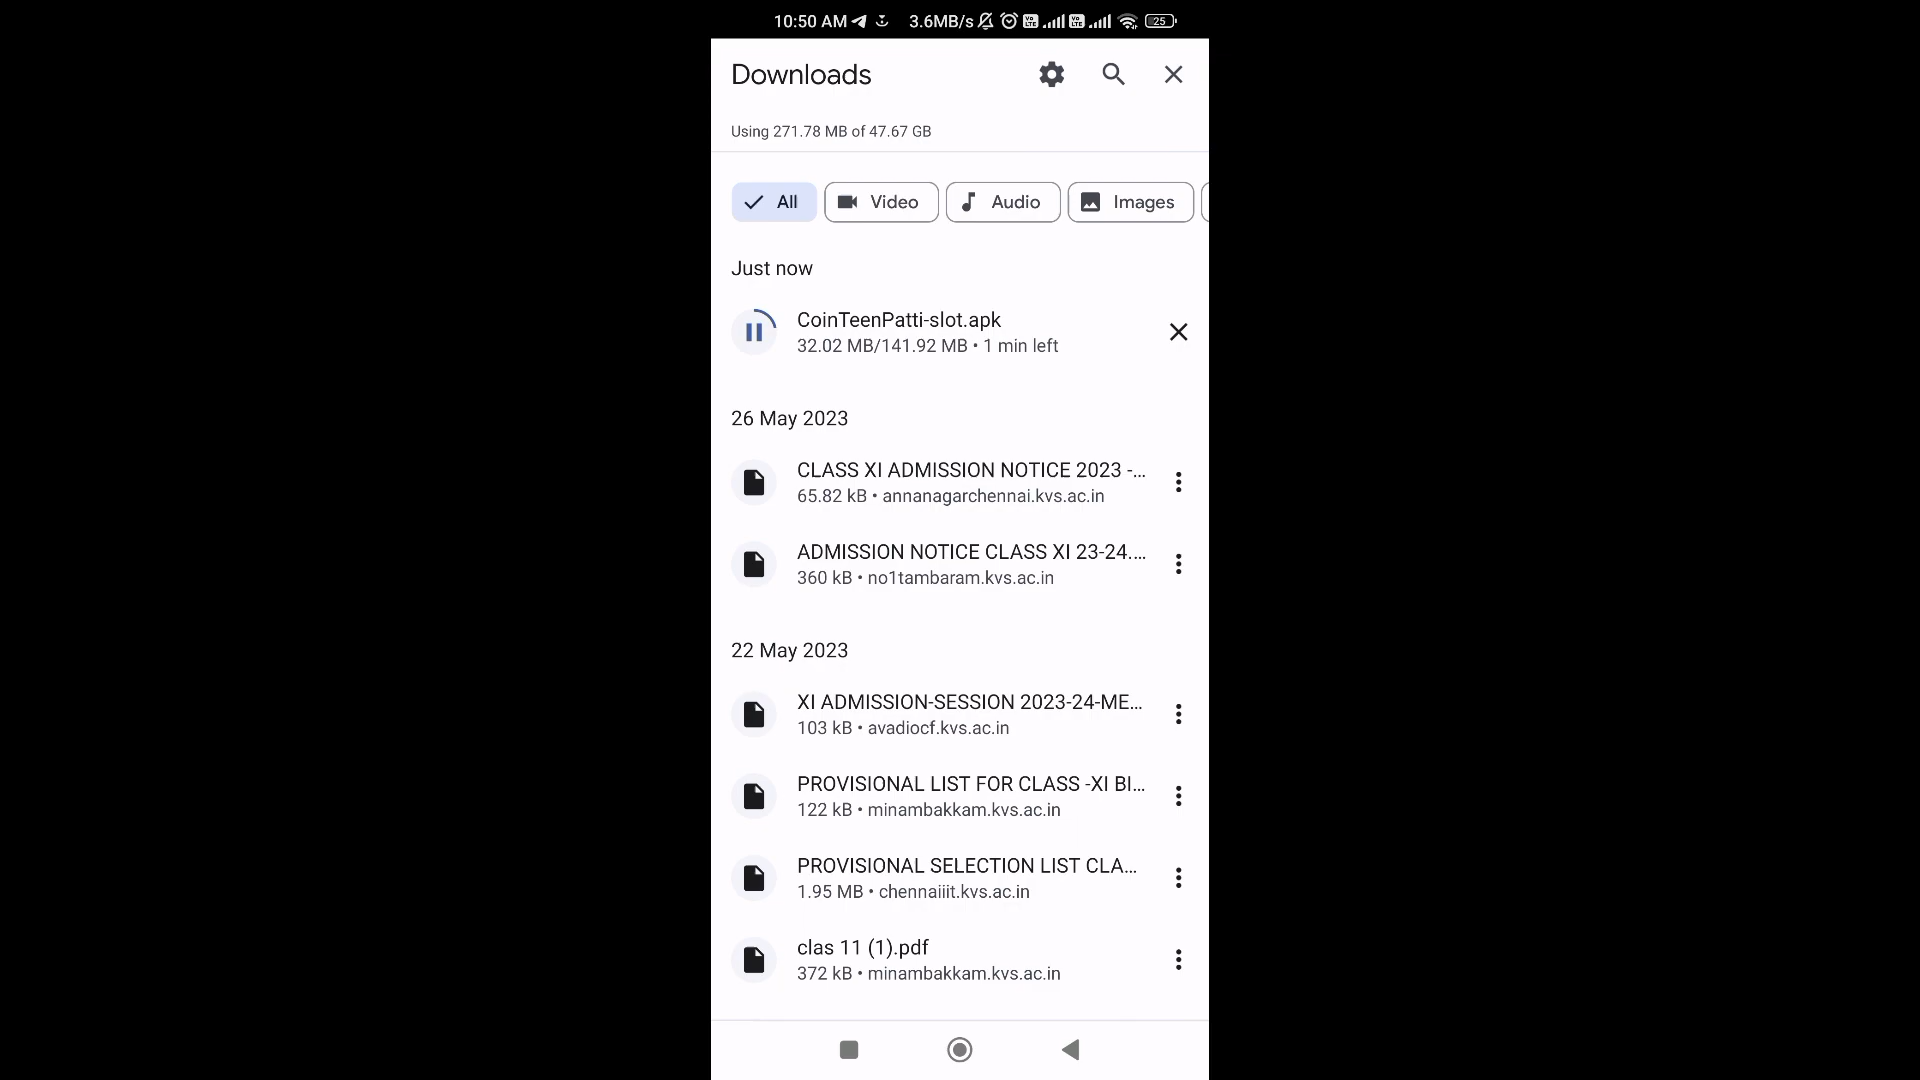 10:50 AM 3.6MB/s Vo LTE Vo LTE 25
Downloads
Using 271.78 MB of 47.67 GB
All Video Audio Images
Just now
CoinTeenPatti-slot.apk
32.02 MB/141.92 MB • 1 min left
26 May 2023
CLASS XI ADMISSION NOTICE 2023 -...
65.82 kB • annanagarchennai.kvs.ac.in
ADMISSION NOTICE CLASS XI 23-24....
360 kB • no1tambaram.kvs.ac.in
22 May 2023
XI ADMISSION-SESSION 2023-24-ME...
103 kB • avadiocf.kvs.ac.in
PROVISIONAL LIST FOR CLASS -XI BI...
122 kB • minambakkam.kvs.ac.in
PROVISIONAL SELECTION LIST CLA...
1.95 MB • chennaiiit.kvs.ac.in
clas 11 (1).pdf
372 kB • minambakkam.kvs.ac.in